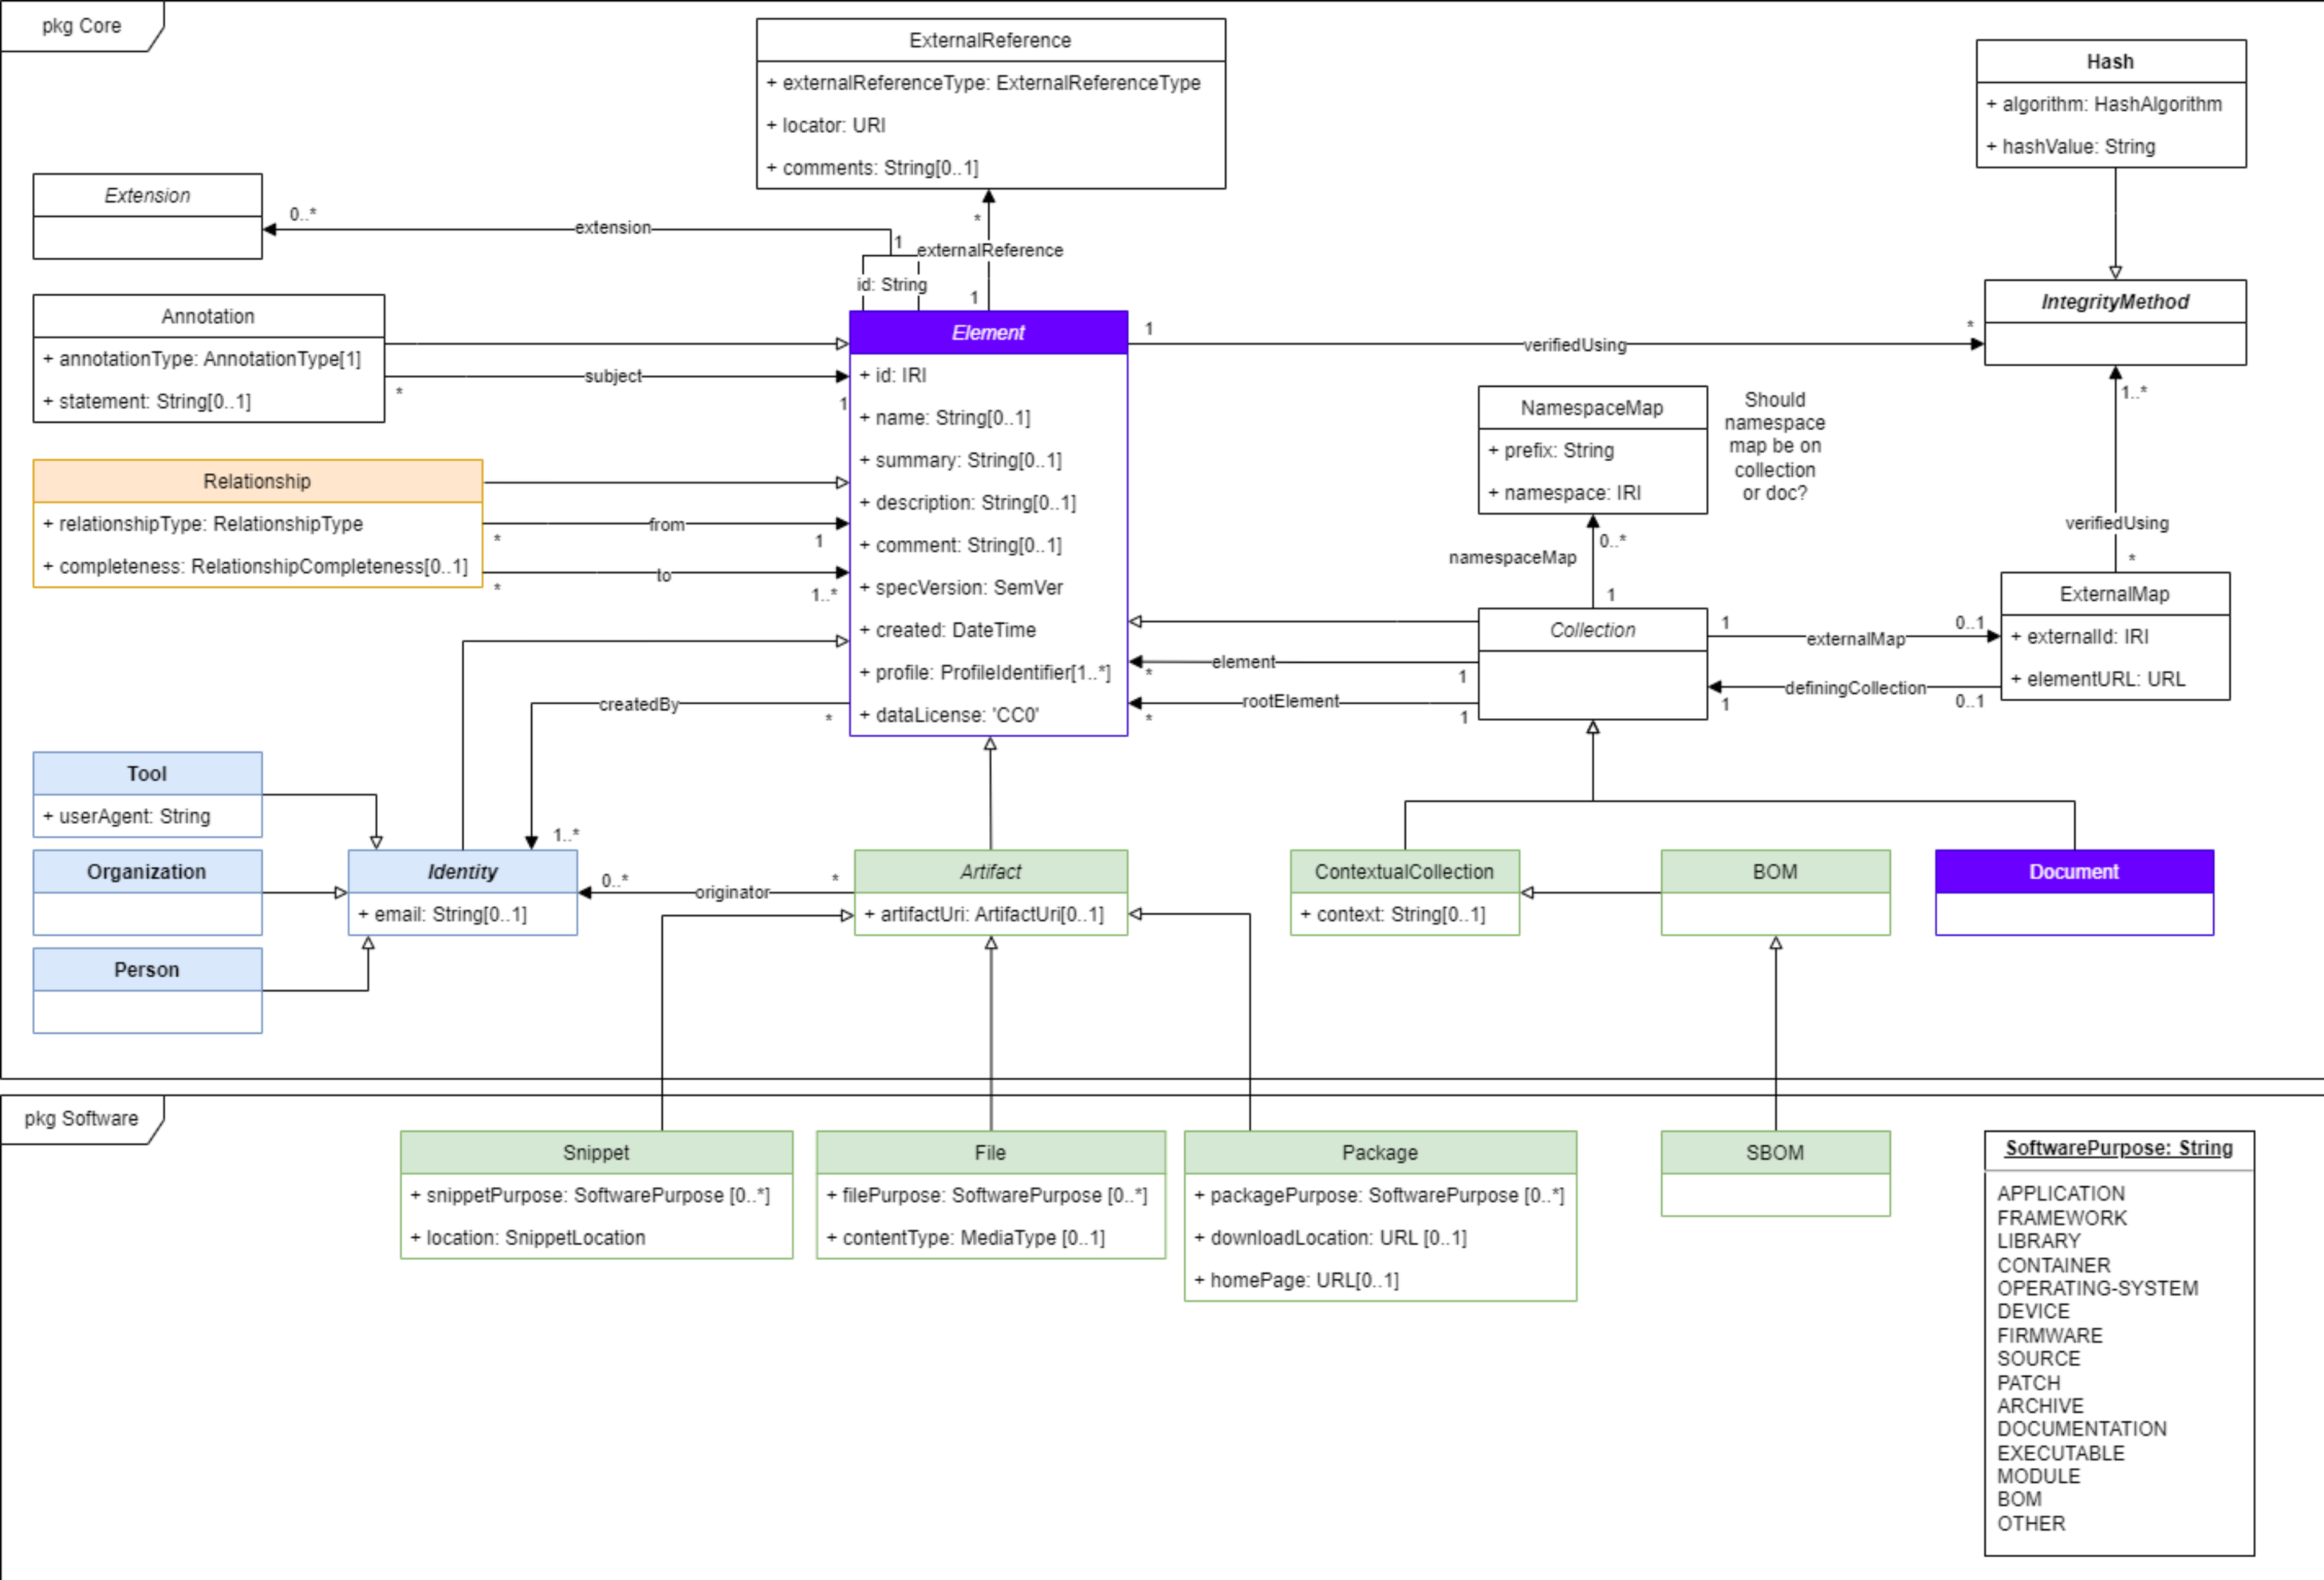 pkg Core
ExternalReference
+ externalReferenceType: ExternalReferenceType
+ locator: URI
+ comments: String[0..1]
Hash
+ algorithm: HashAlgorithm
+ hashValue: String
Extension
0..*
extension
1
*
externalReference
id: String
1
IntegrityMethod
Annotation
+ annotationType: AnnotationType[1]
+ statement: String[0..1]
subject
*
1
Element
+ id: IRI
+ name: String[0..1]
+ summary: String[0..1]
+ description: String[0..1]
+ comment: String[0..1]
+ specVersion: SemVer
+ created: DateTime
+ profile: ProfileIdentifier[1..*]
+ dataLicense: 'CC0'
1
verifiedUsing
*
NamespaceMap
+ prefix: String
+ namespace: IRI
Should
namespace
map be on
collection
or doc?
1..*
verifiedUsing
*
Relationship
+ relationshipType: RelationshipType
+ completeness: RelationshipCompleteness[0..1]
from
*
1
to
*
1..*
namespaceMap
0..*
1
Collection
1
externalMap
0..1
ExternalMap
+ externalId: IRI
+ elementURL: URL
element
*
1
rootElement
*
1
definingCollection
1
0..1
createdBy
*
1..*
Tool
+ userAgent: String
Organization
Person
Identity
+ email: String[0..1]
0..*
originator
*
Artifact
+ artifactUri: ArtifactUri[0..1]
ContextualCollection
+ context: String[0..1]
BOM
Document
pkg Software
Snippet
+ snippetPurpose: SoftwarePurpose [0..*]
+ location: SnippetLocation
File
+ filePurpose: SoftwarePurpose [0..*]
+ contentType: MediaType [0..1]
Package
+ packagePurpose: SoftwarePurpose [0..*]
+ downloadLocation: URL [0..1]
+ homePage: URL[0..1]
SBOM
SoftwarePurpose: String
APPLICATION
FRAMEWORK
LIBRARY
CONTAINER
OPERATING-SYSTEM
DEVICE
FIRMWARE
SOURCE
PATCH
ARCHIVE
DOCUMENTATION
EXECUTABLE
MODULE
BOM
OTHER